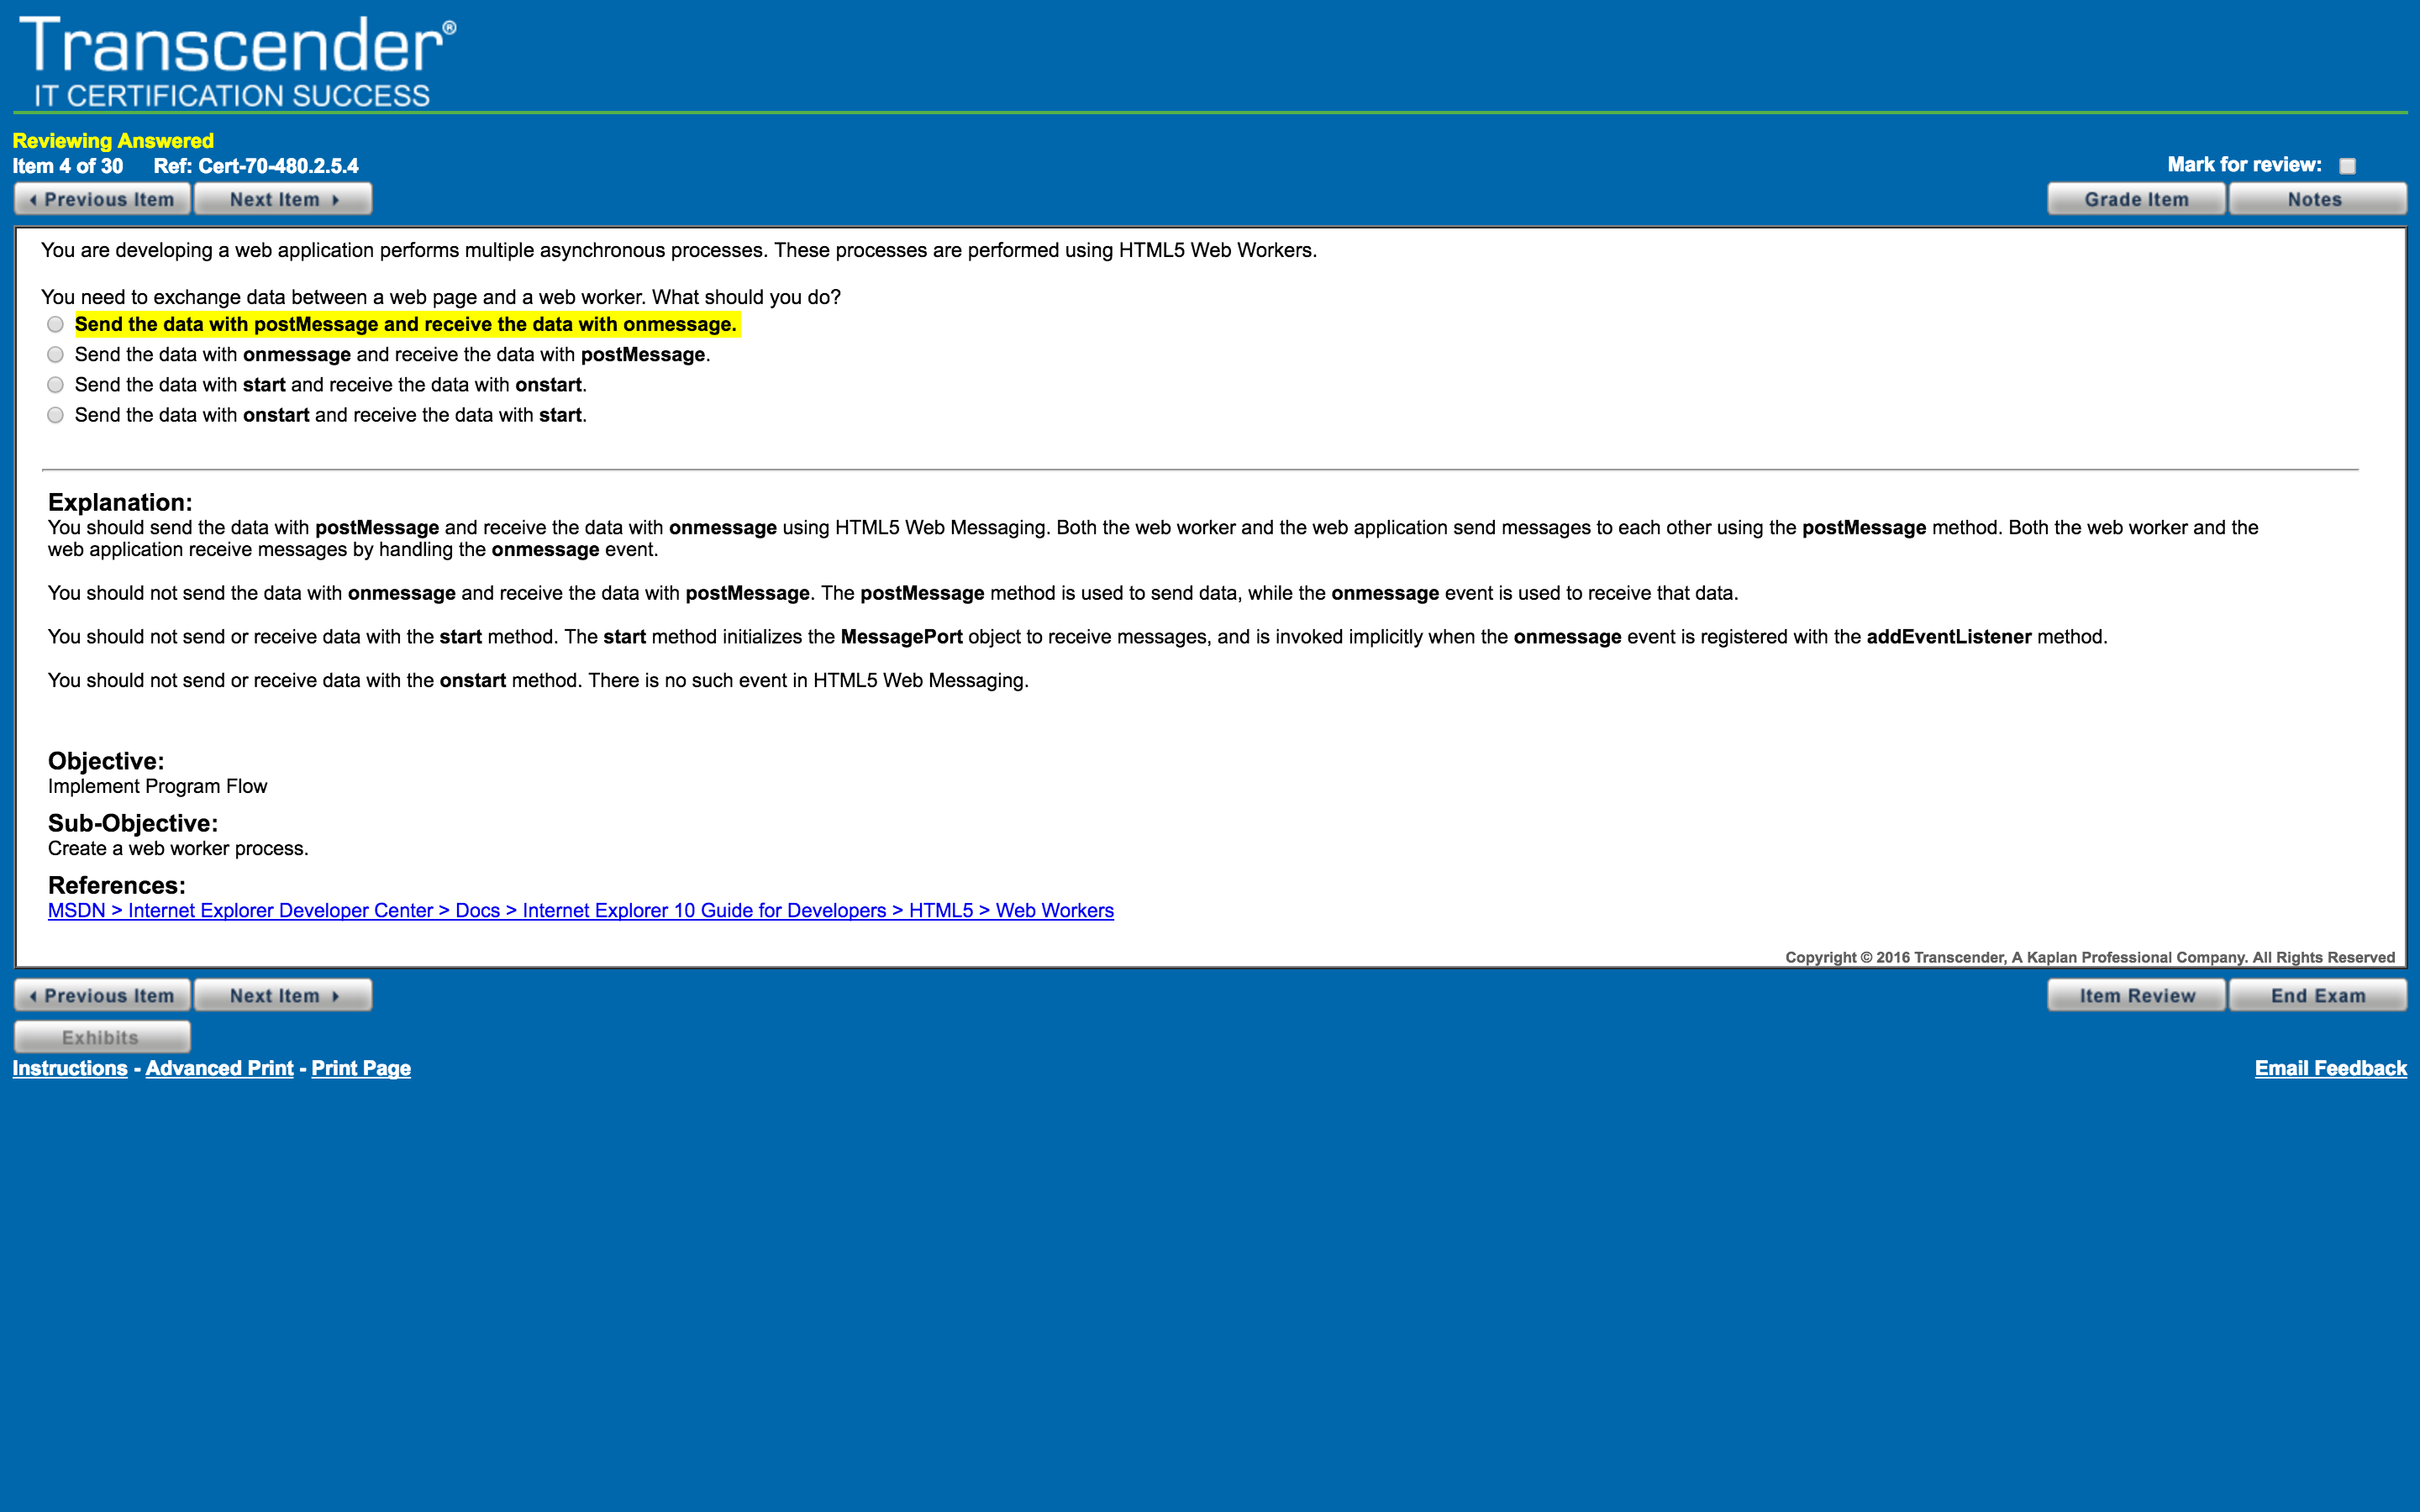 Transcender®
IT CERTIFICATION SUCCESS
Reviewing Answered
Item 4 of 30 Ref: Cert-70-480.2.5.4
Mark for review:
Previous Item Next Item Grade Item Notes
You are developing a web application performs multiple asynchronous processes. These processes are performed using HTML5 Web Workers.
You need to exchange data between a web page and a web worker. What should you do?
Send the data with postMessage and receive the data with onmessage.
Send the data with onmessage and receive the data with postMessage.
Send the data with start and receive the data with onstart.
Send the data with onstart and receive the data with start.
Explanation:
You should send the data with postMessage and receive the data with onmessage using HTML5 Web Messaging. Both the web worker and the web application send messages to each other using the postMessage method. Both the web worker and the
web application receive messages by handling the onmessage event.
You should not send the data with onmessage and receive the data with postMessage. The postMessage method is used to send data, while the onmessage event is used to receive that data.
You should not send or receive data with the start method. The start method initializes the MessagePort object to receive messages, and is invoked implicitly when the onmessage event is registered with the addEventListener method.
You should not send or receive data with the onstart method. There is no such event in HTML5 Web Messaging.
Objective:
Implement Program Flow
Sub-Objective:
Create a web worker process.
References:
MSDN > Internet Explorer Developer Center > Docs > Internet Explorer 10 Guide for Developers > HTML5 > Web Workers
Copyright © 2016 Transcender, A Kaplan Professional Company. All Rights Reserved
Previous Item Next Item Item Review End Exam
Exhibits
Instructions - Advanced Print - Print Page Email Feedback